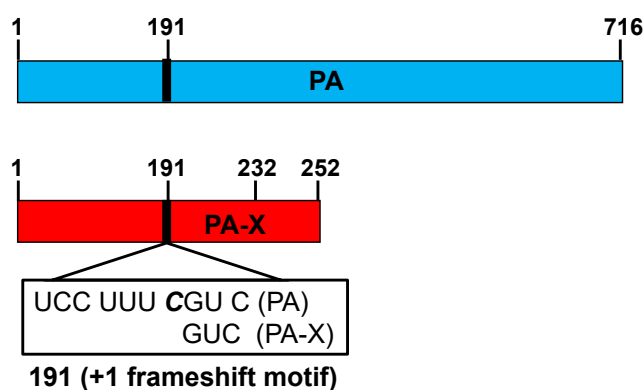 1 191 716
PA
1 191 232 252
PA-X
UCC UUU CGU C (PA)
GUC (PA-X)
191 (+1 frameshift motif)